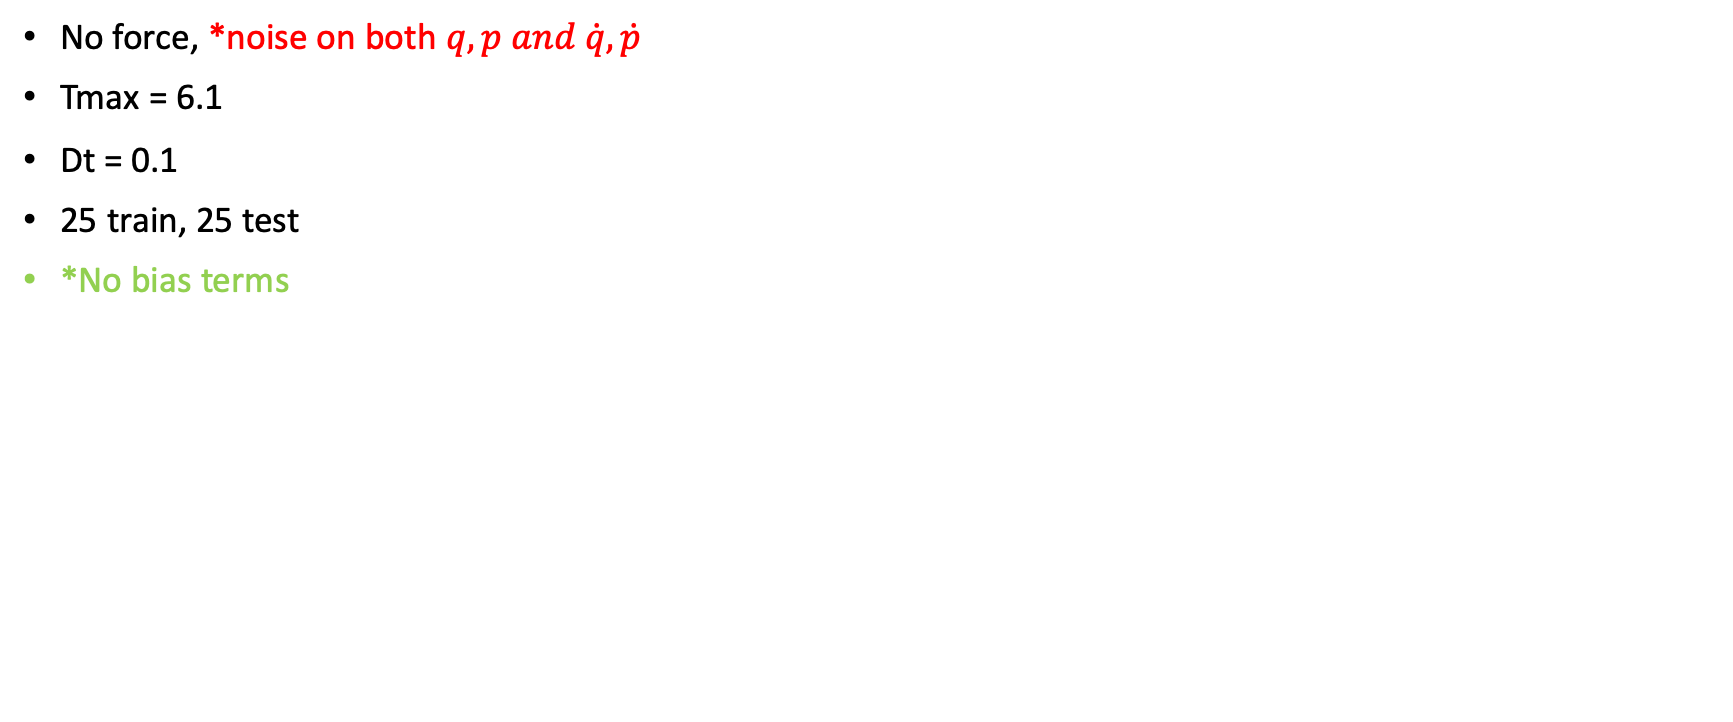 • No force, *noise on both q, p and q̇, ṗ
• Tmax = 6.1
• Dt = 0.1
• 25 train, 25 test
• *No bias terms